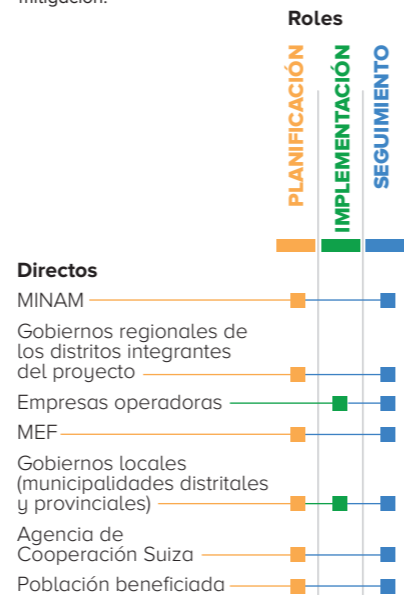 mitigación.
Roles
PLANIFICACIÓN
IMPLEMENTACIÓN
SEGUIMIENTO
Directos
MINAM
Gobiernos regionales de
los distritos integrantes
del proyecto
Empresas operadoras
MEF
Gobiernos locales
(municipalidades distritales
y provinciales)
Agencia de
Cooperación Suiza
Población beneficiada